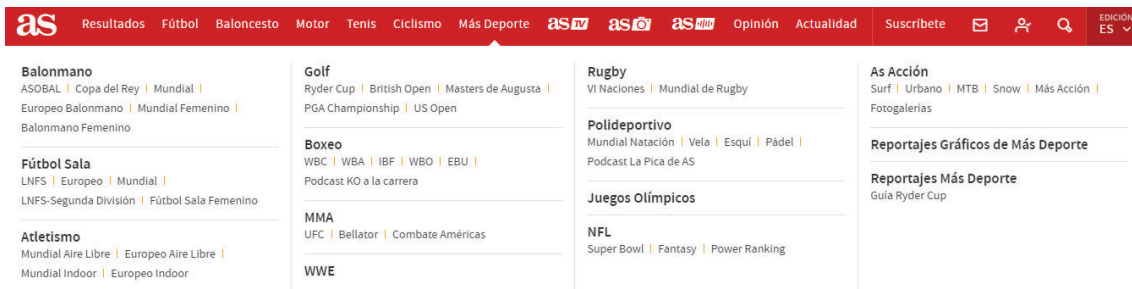 as Resultados Fútbol Baloncesto Motor Tenis Ciclismo Más Deporte as TV as as Opinión Actualidad Suscríbete EDICIÓN
ES
Balonmano
ASOBAL | Copa del Rey | Mundial |
Europeo Balonmano | Mundial Femenino |
Balonmano Femenino
Fútbol Sala
LNFS | Europeo | Mundial |
LNFS-Segunda División | Fútbol Sala Femenino
Atletismo
Mundial Aire Libre | Europeo Aire Libre |
Mundial Indoor | Europeo Indoor
Golf
Ryder Cup | British Open | Masters de Augusta |
PGA Championship | US Open
Boxeo
WBC | WBA | IBF | WBO | EBU |
Podcast KO a la carrera
MMA
UFC | Bellator | Combate Américas
WWE
Rugby
VI Naciones | Mundial de Rugby
Polideportivo
Mundial Natación | Vela | Esquí | Pádel |
Podcast La Pica de AS
Juegos Olímpicos
NFL
Super Bowl | Fantasy | Power Ranking
As Acción
Surf | Urbano | MTB | Snow | Más Acción |
Fotogalerías
Reportajes Gráficos de Más Deporte
Reportajes Más Deporte
Guía Ryder Cup